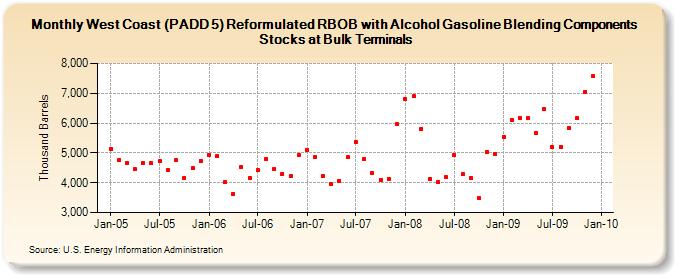 Monthly West Coast (PADD 5) Reformulated RBOB with Alcohol Gasoline Blending Components
Stocks at Bulk Terminals
Thousand Barrels
8,000
7,000
6,000
5,000
4,000
3,000
Jan-05 Jul-05 Jan-06 Jul-06 Jan-07 Jul-07 Jan-08 Jul-08 Jan-09 Jul-09 Jan-10
Source: U.S. Energy Information Administration